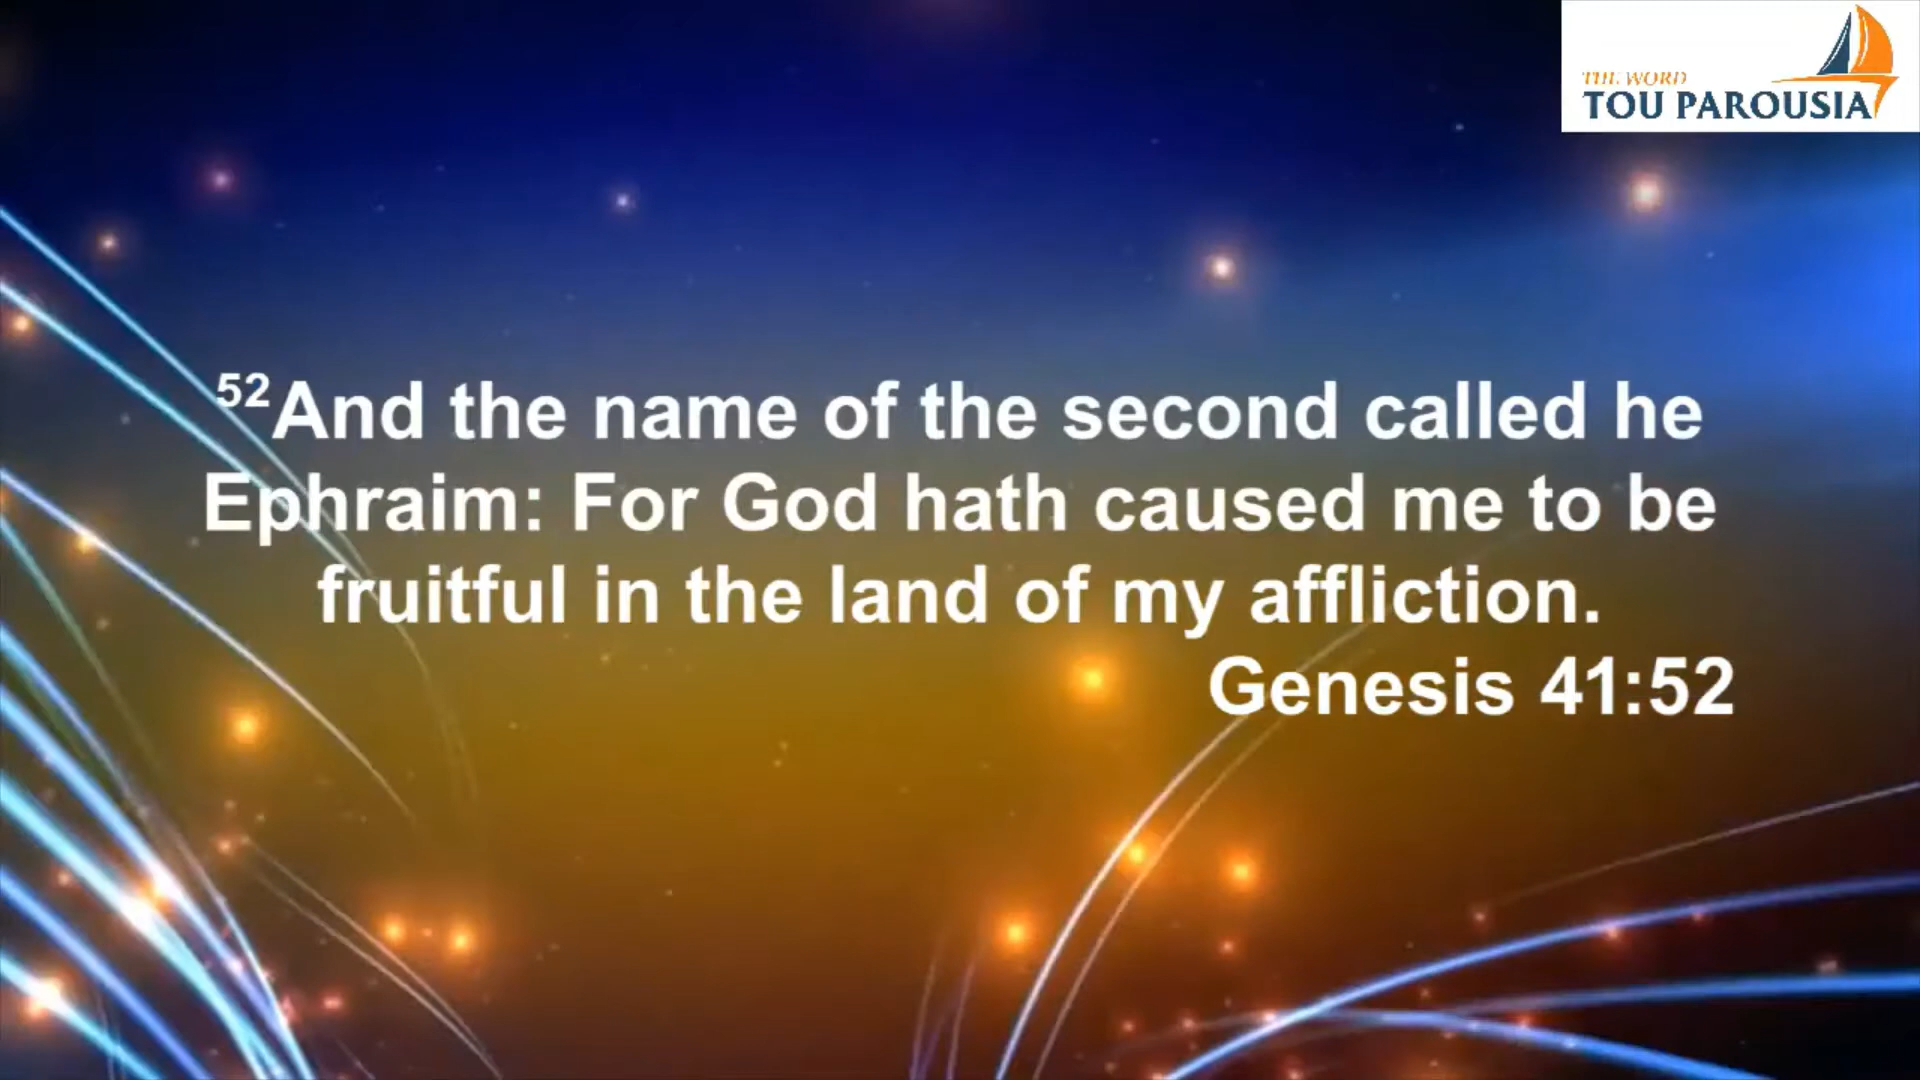 THE WORD
TOU PAROUSIA
52And the name of the second called he
Ephraim: For God hath caused me to be
fruitful in the land of my affliction.
Genesis 41:52